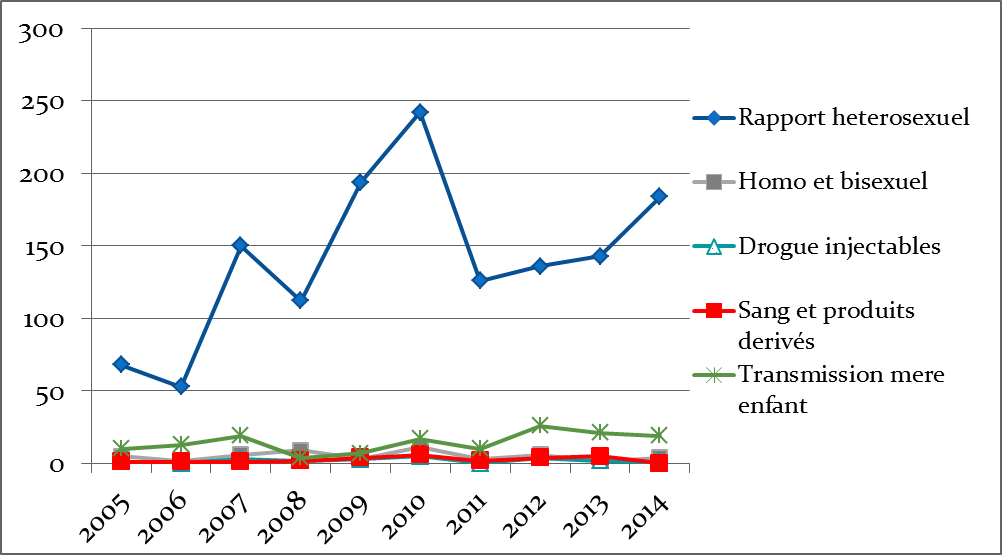 300
250
200
150
100
50
0
2005
2006
2007
2008
2009
2010
2011
2012
2013
2014
Rapport heterosexuel
Homo et bisexuel
Drogue injectables
Sang et produits
derivés
Transmission mere
enfant